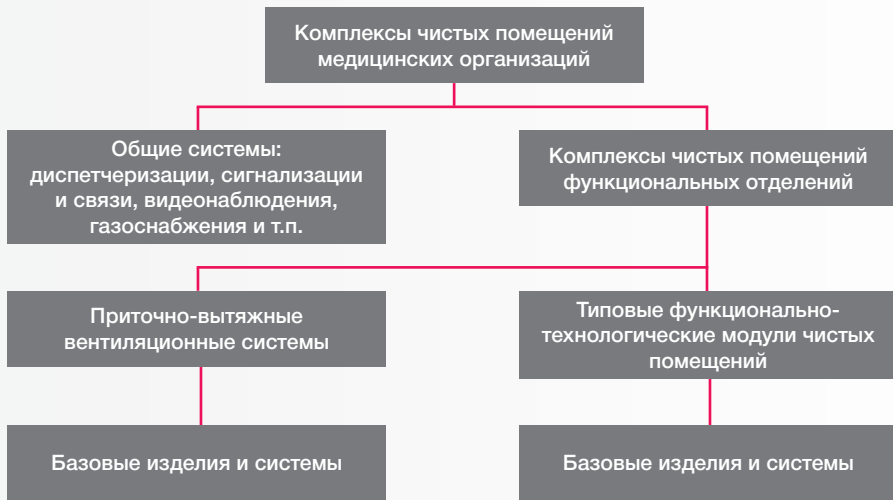 Комплексы чистых помещений
медицинских организаций
Общие системы:
диспетчеризации, сигнализации
и связи, видеонаблюдения,
газоснабжения и т.п.
Комплексы чистых помещений
функциональных отделений
Приточно-вытяжные
вентиляционные системы
Типовые функционально-
технологические модули чистых
помещений
Базовые изделия и системы
Базовые изделия и системы